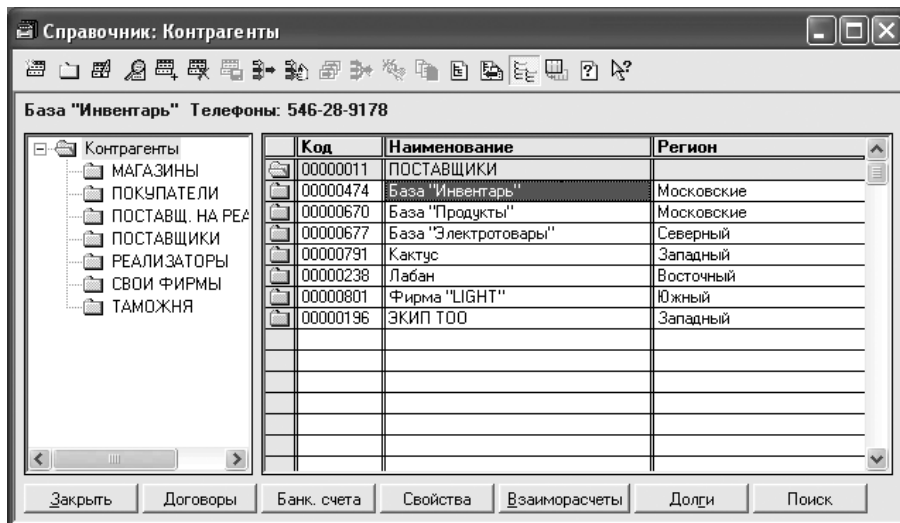 Справочник: Контрагенты
База "Инвентарь" Телефоны: 546-28-9178
Контрагенты
МАГАЗИНЫ
ПОКУПАТЕЛИ
ПОСТАВЩ. НА РЕА
ПОСТАВЩИКИ
РЕАЛИЗАТОРЫ
СВОИ ФИРМЫ
ТАМОЖНЯ
Код Наименование Регион
00000011 ПОСТАВЩИКИ
00000474 База "Инвентарь" Московские
00000670 База "Продукты" Московские
00000677 База "Электротовары" Северный
00000791 Кактус Западный
00000238 Лабан Восточный
00000801 Фирма "LIGHT" Южный
00000196 ЭКИП ТОО Западный
Закрыть Договоры Банк. счета Свойства Взаиморасчеты Долги Поиск